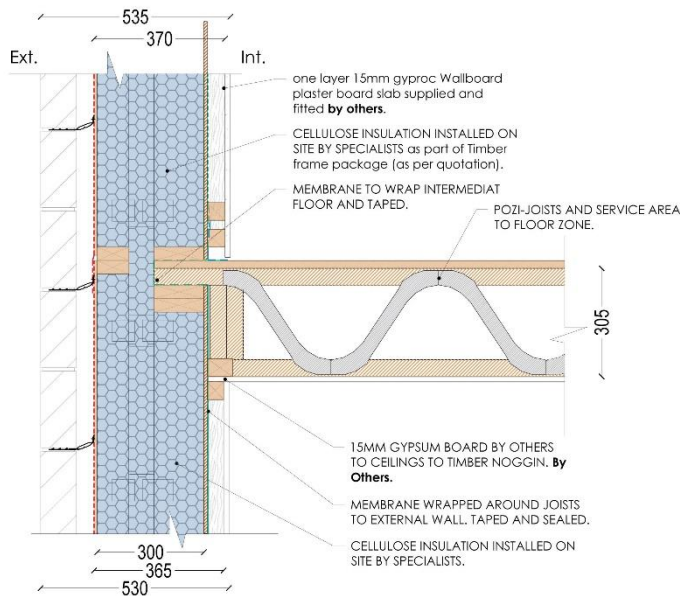 535
370
Ext.
Int.
one layer 15mm gyproc Wallboard
plaster board slab supplied and
fitted by others.
CELLULOSE INSULATION INSTALLED ON
SITE BY SPECIALISTS as part of Timber
frame package (as per quotation).
MEMBRANE TO WRAP INTERMEDIAT
FLOOR AND TAPED.
POZI-JOISTS AND SERVICE AREA
TO FLOOR ZONE.
305
15MM GYPSUM BOARD BY OTHERS
TO CEILINGS TO TIMBER NOGGIN. By
Others.
MEMBRANE WRAPPED AROUND JOISTS
TO EXTERNAL WALL. TAPED AND SEALED.
CELLULOSE INSULATION INSTALLED ON
SITE BY SPECIALISTS.
300
365
530